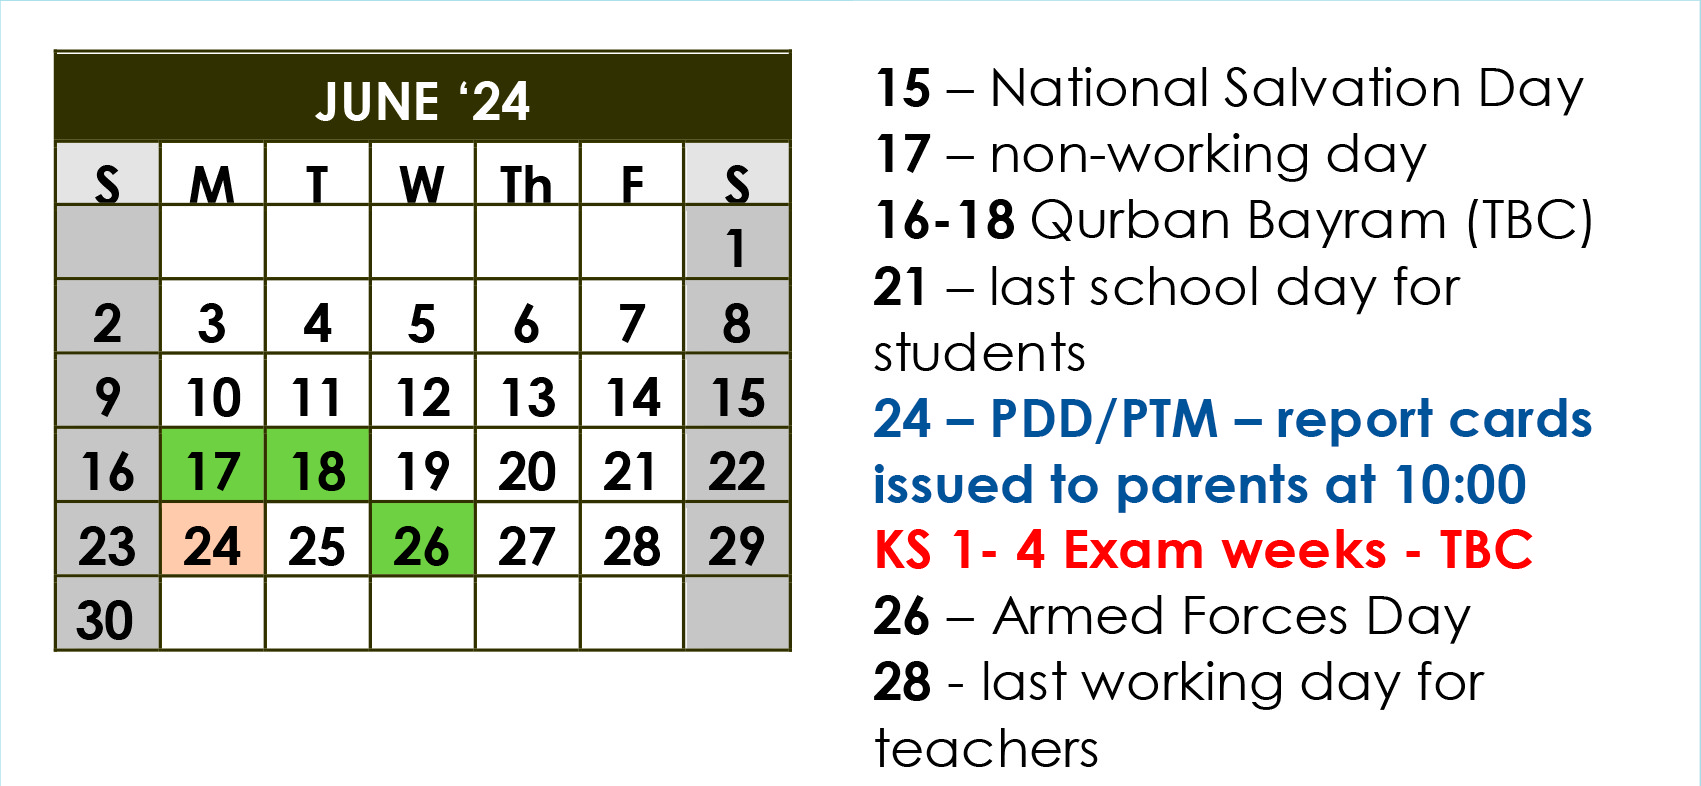 JUNE ‘24
S M T W Th F S
1
2 3 4 5 6 7 8
9 10 11 12 13 14 15
16 17 18 19 20 21 22
23 24 25 26 27 28 29
30
15 – National Salvation Day
17 – non-working day
16-18 Qurban Bayram (TBC)
21 – last school day for
students
24 – PDD/PTM – report cards
issued to parents at 10:00
KS 1- 4 Exam weeks - TBC
26 – Armed Forces Day
28 - last working day for
teachers